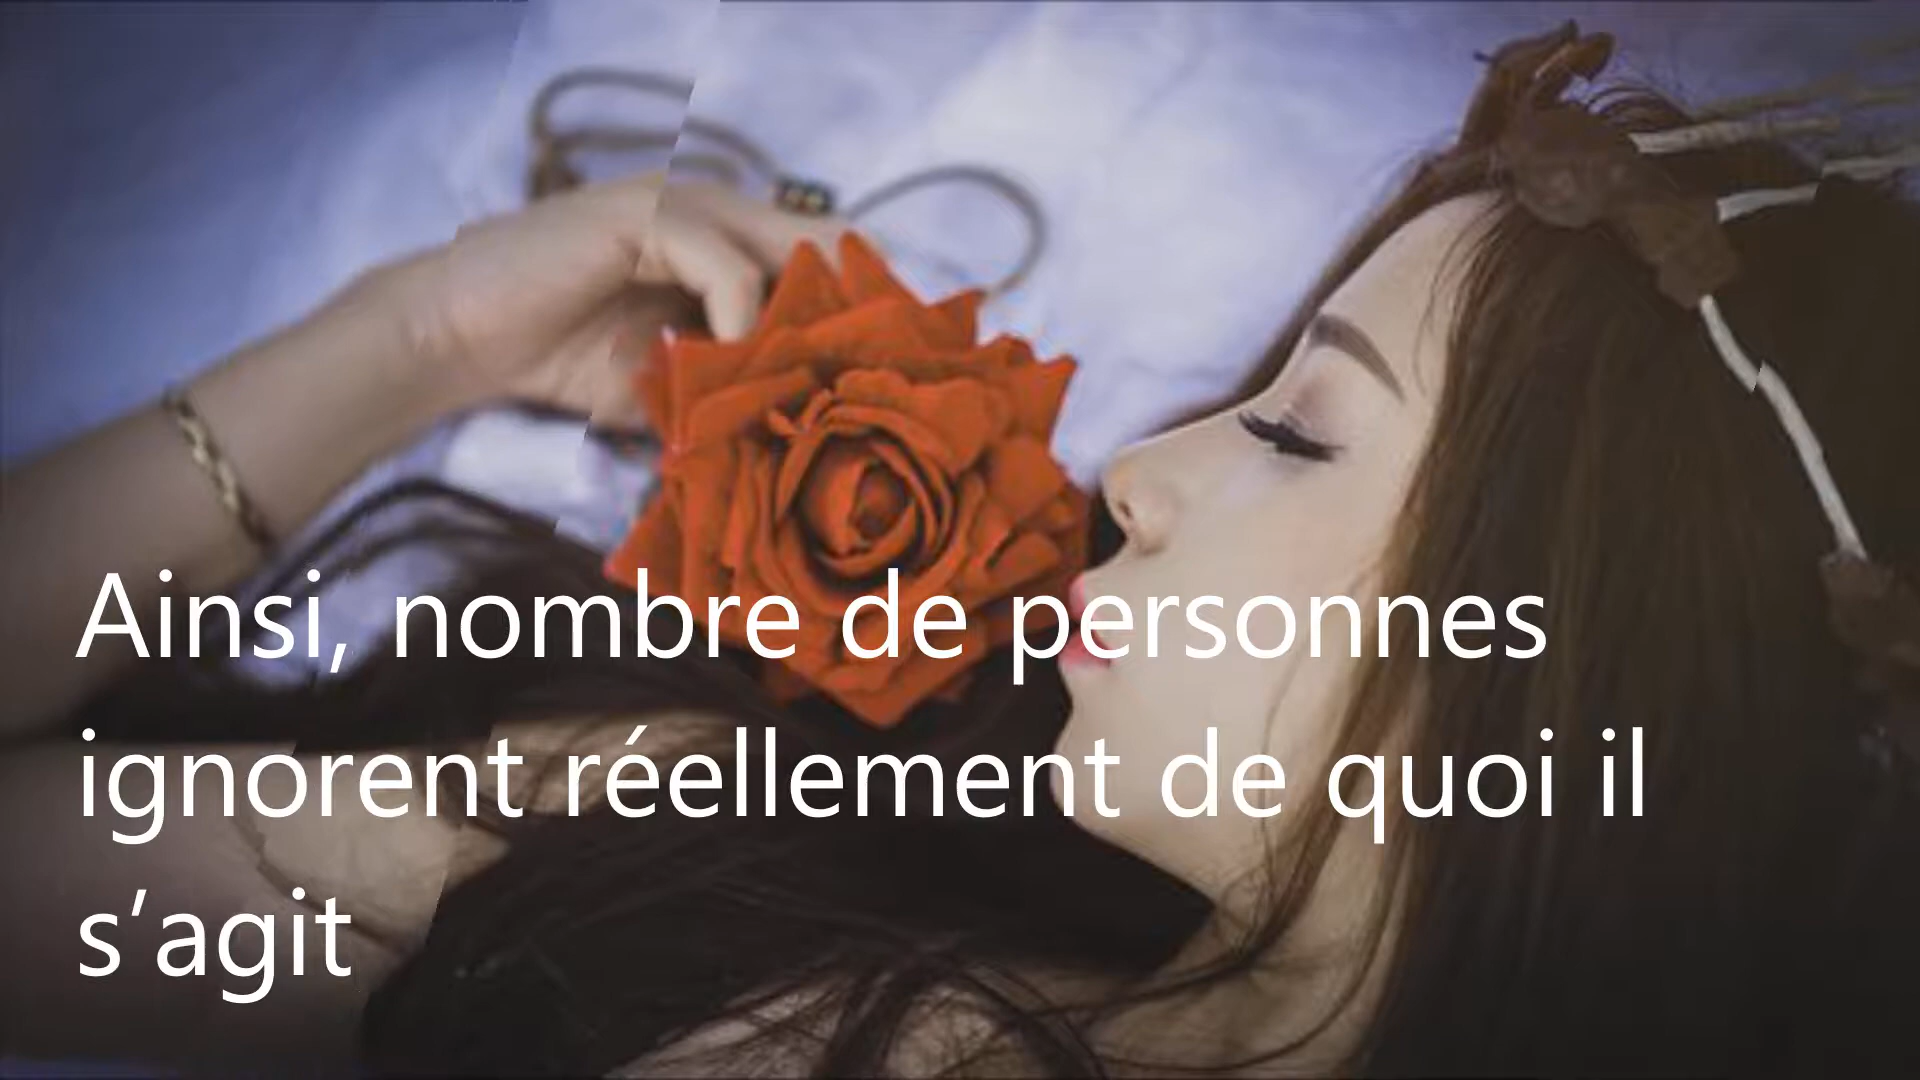 Ainsi, nombre de personnes
ignorent réellement de quoi il
s’agit